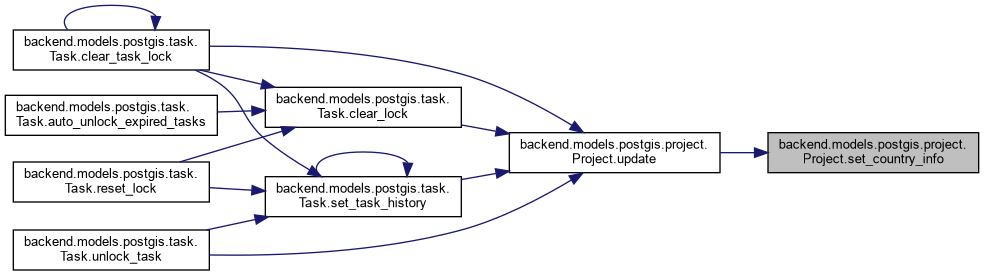 backend.models.postgis.task.
Task.clear_task_lock
backend.models.postgis.task.
Task.auto_unlock_expired_tasks
backend.models.postgis.task.
Task.reset_lock
backend.models.postgis.task.
Task.unlock_task
backend.models.postgis.task.
Task.clear_lock
backend.models.postgis.task.
Task.set_task_history
backend.models.postgis.project.
Project.update
backend.models.postgis.project.
Project.set_country_info